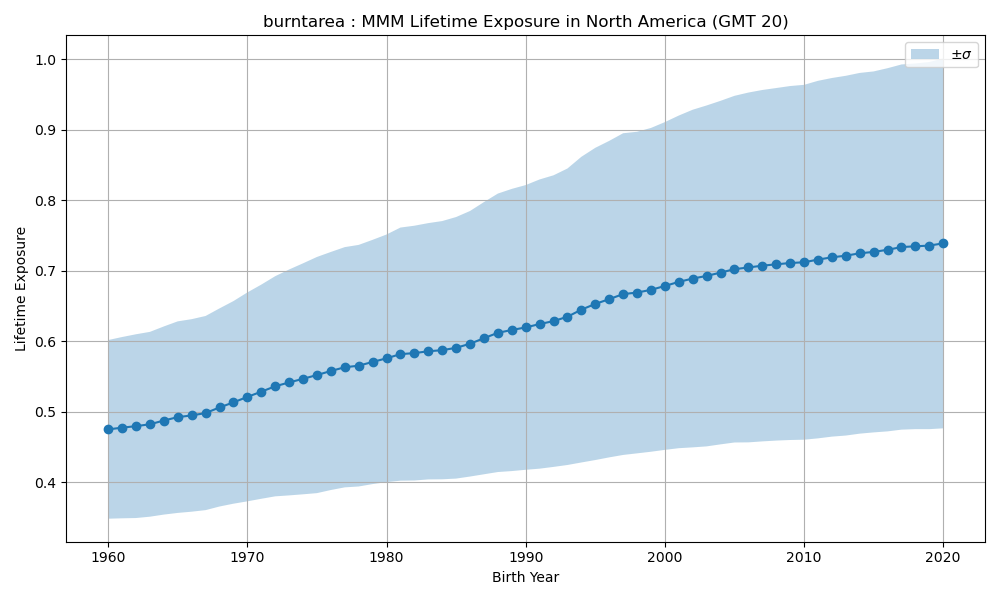 burntarea : MMM Lifetime Exposure in North America (GMT 20)
±σ
1.0
0.9
0.8
0.7
0.6
0.5
0.4
Lifetime Exposure
1960 1970 1980 1990 2000 2010 2020
Birth Year